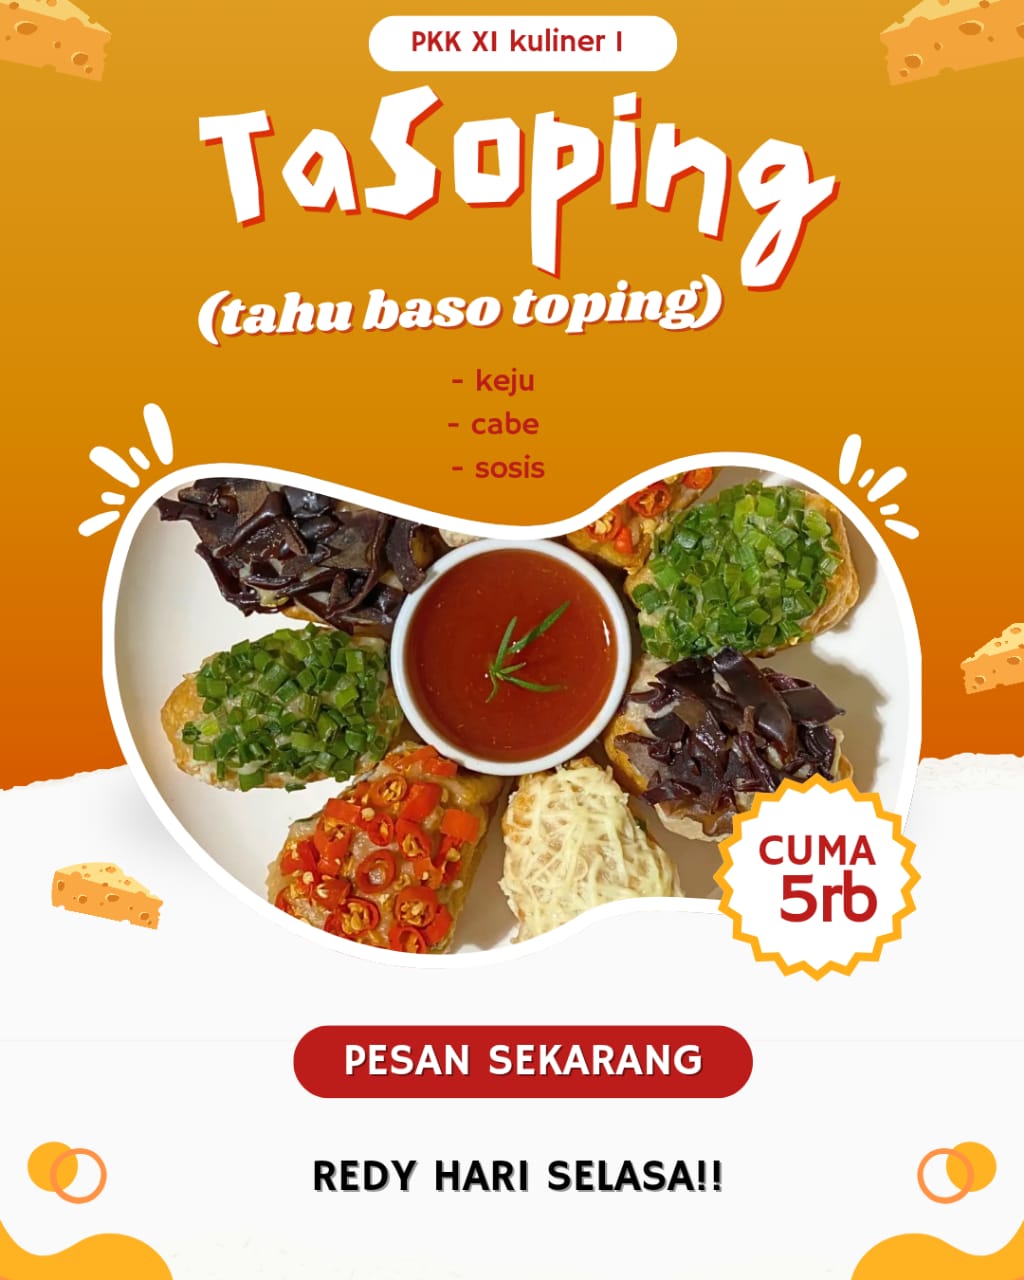 PKK XI kuliner I
TaSoping
(tahu baso toping)
- keju
- cabe
- sosis
CUMA
5rb
PESAN SEKARANG
REDY HARI SELASA!!